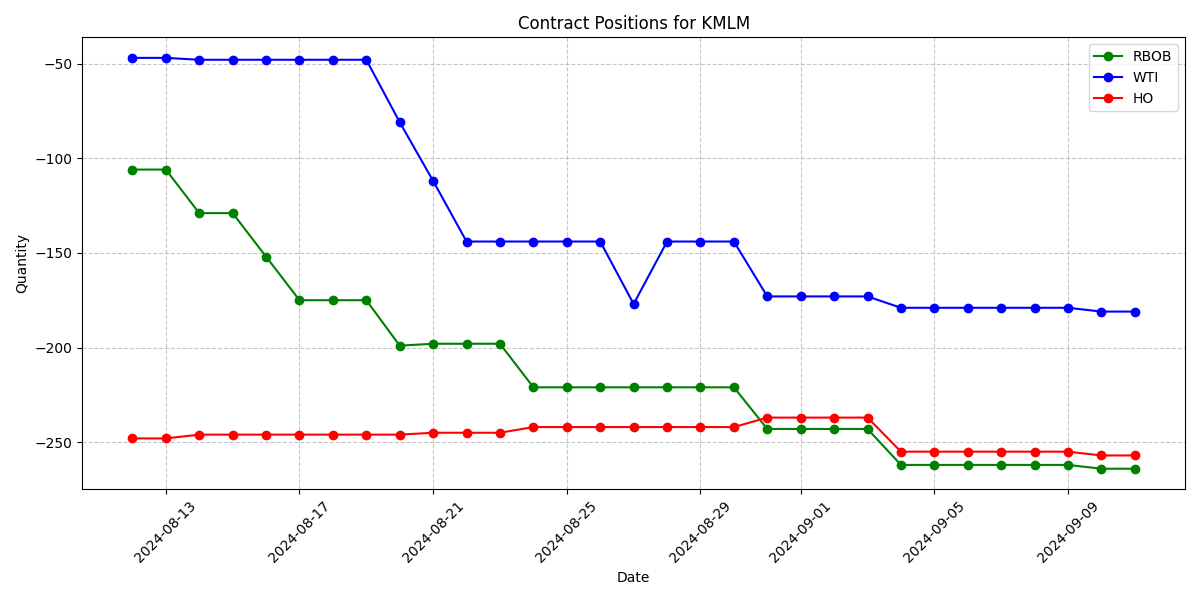 Contract Positions for KMLM
RBOB
WTI
HO
Quantity
−50
−100
−150
−200
−250
2024-08-13
2024-08-17
2024-08-21
2024-08-25
2024-08-29
2024-09-01
2024-09-05
2024-09-09
Date